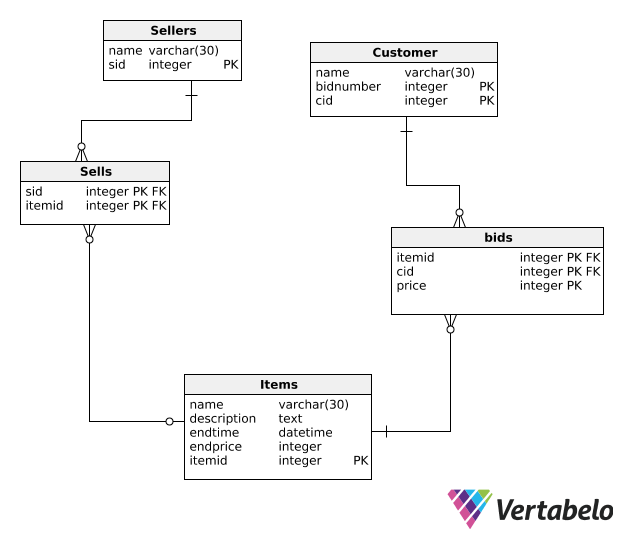 Sellers
name varchar(30)
sid integer PK
Customer
name varchar(30)
bidnumber integer PK
cid integer PK
Sells
sid integer PK FK
itemid integer PK FK
bids
itemid integer PK FK
cid integer PK FK
price integer PK
Items
name varchar(30)
description text
endtime datetime
endprice integer
itemid integer PK
Vertabelo